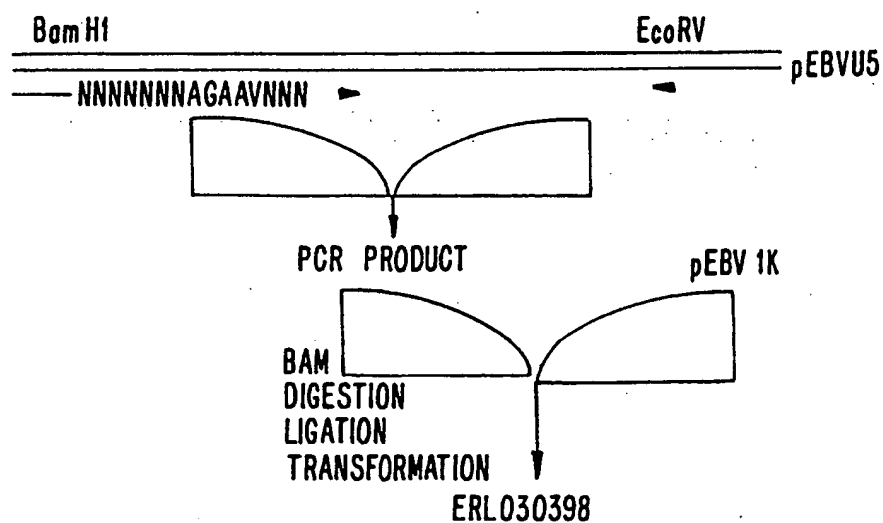 BamH1
EcoRV
pEBVU5
NNNNNNNAGAAVNNN
PCR PRODUCT
pEBV 1K
BAM
DIGESTION
LIGATION
TRANSFORMATION
ERL030398